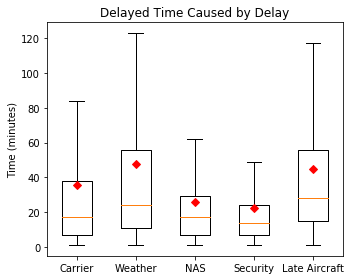 Delayed Time Caused by Delay
Time (minutes)
120
100
80
60
40
20
0
Carrier Weather NAS Security Late Aircraft